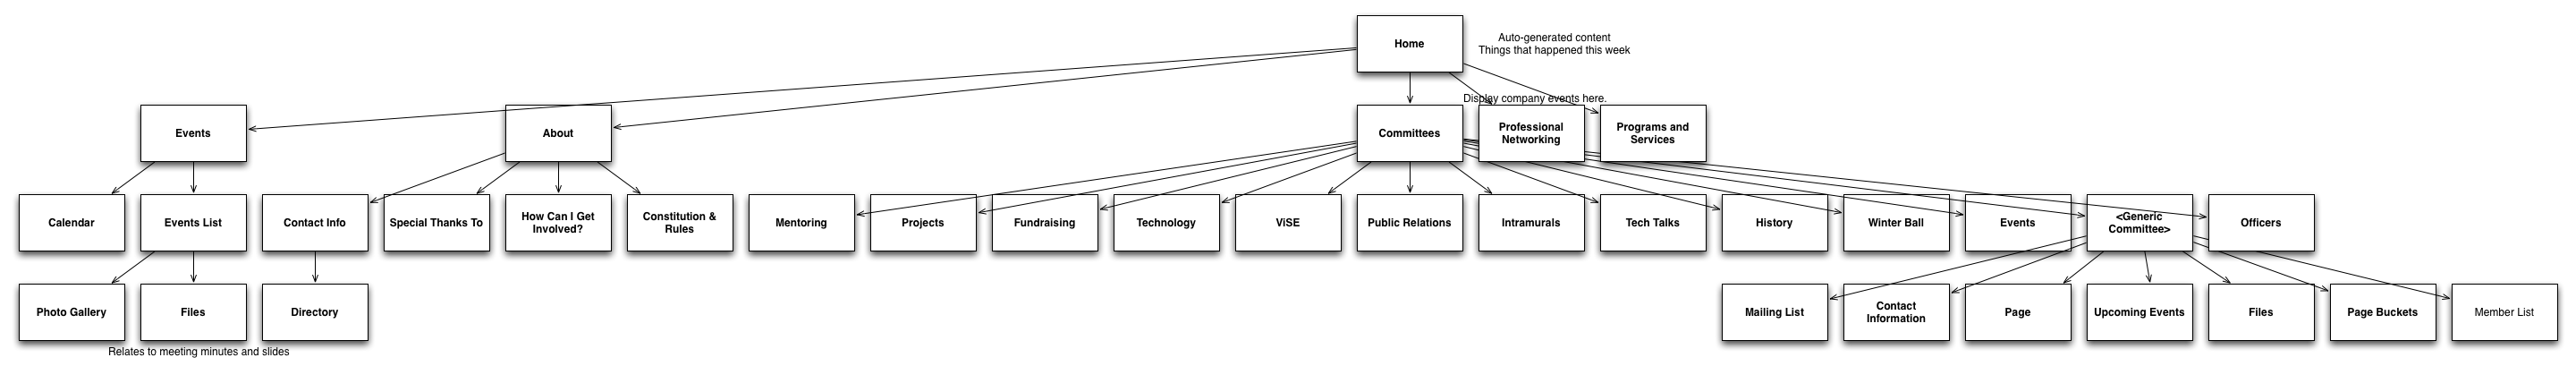 Home
Auto-generated content
Things that happened this week
Display company events here.
Events
About
Committees
Professional
Networking
Programs and
Services
Calendar
Events List
Contact Info
Special Thanks To
How Can I Get
Involved?
Constitution &
Rules
Mentoring
Projects
Fundraising
Technology
ViSE
Public Relations
Intramurals
Tech Talks
History
Winter Ball
Events
<Generic
Committee>
Officers
Photo Gallery
Files
Directory
Mailing List
Contact
Information
Page
Upcoming Events
Files
Page Buckets
Member List
Relates to meeting minutes and slides